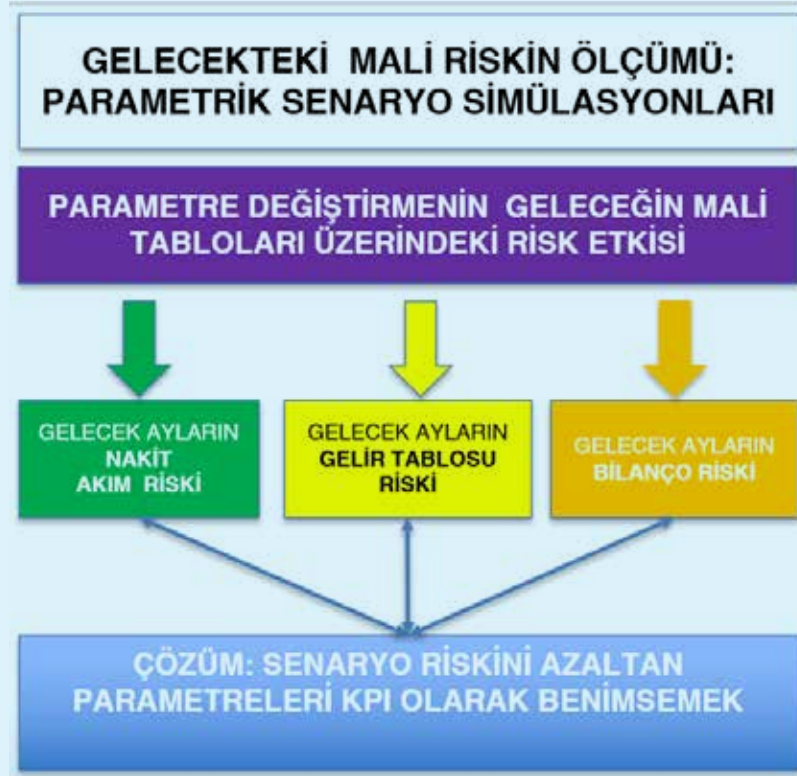 GELECEKTEKİ MALİ RİSKİN ÖLÇÜMÜ:
PARAMETRİK SENARYO SİMÜLASYONLARI
PARAMETRE DEĞİŞTİRMENİN GELECEĞİN MALİ
TABLOLARI ÜZERİNDEKİ RİSK ETKİSİ
GELECEK AYLARIN
NAKİT
AKIM RİSKİ
GELECEK AYLARIN
GELİR TABLOSU
RİSKİ
GELECEK AYLARIN
BİLANÇO RİSKİ
ÇÖZÜM: SENARYO RİSKİNİ AZALTAN
PARAMETRELERİ KPI OLARAK BENİMSEMEK